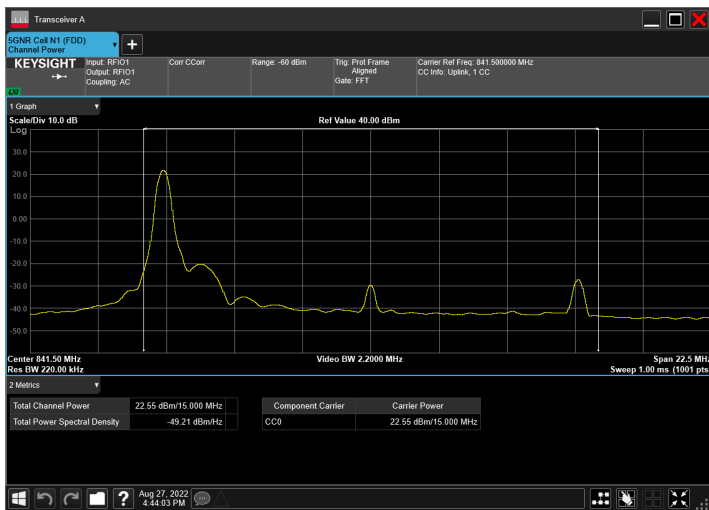 Transceiver A
5GNR Cell N1 (FDD)
Channel Power
KEYSIGHT
Input: RFIO1
Output: RFIO1
Coupling: AC
Corr CCorr
Range: -60 dBm
Trig: Prot Frame
Aligned
Gate: FFT
Carrier Ref Freq: 841.500000 MHz
CC Info: Uplink, 1 CC
1 Graph
Scale/Div 10.0 dB
Ref Value 40.00 dBm
Log
30.0
20.0
10.0
0.00
-10.0
-20.0
-30.0
-40.0
-50.0
Center 841.50 MHz
Video BW 2.2000 MHz
Span 22.5 MHz
Res BW 220.00 kHz
Sweep 1.00 ms (1001 pts
2 Metrics
Total Channel Power 22.55 dBm/15.000 MHz
Total Power Spectral Density -49.21 dBm/Hz
Component Carrier Carrier Power
CC0 22.55 dBm/15.000 MHz
Aug 27, 2022
4:44:03 PM